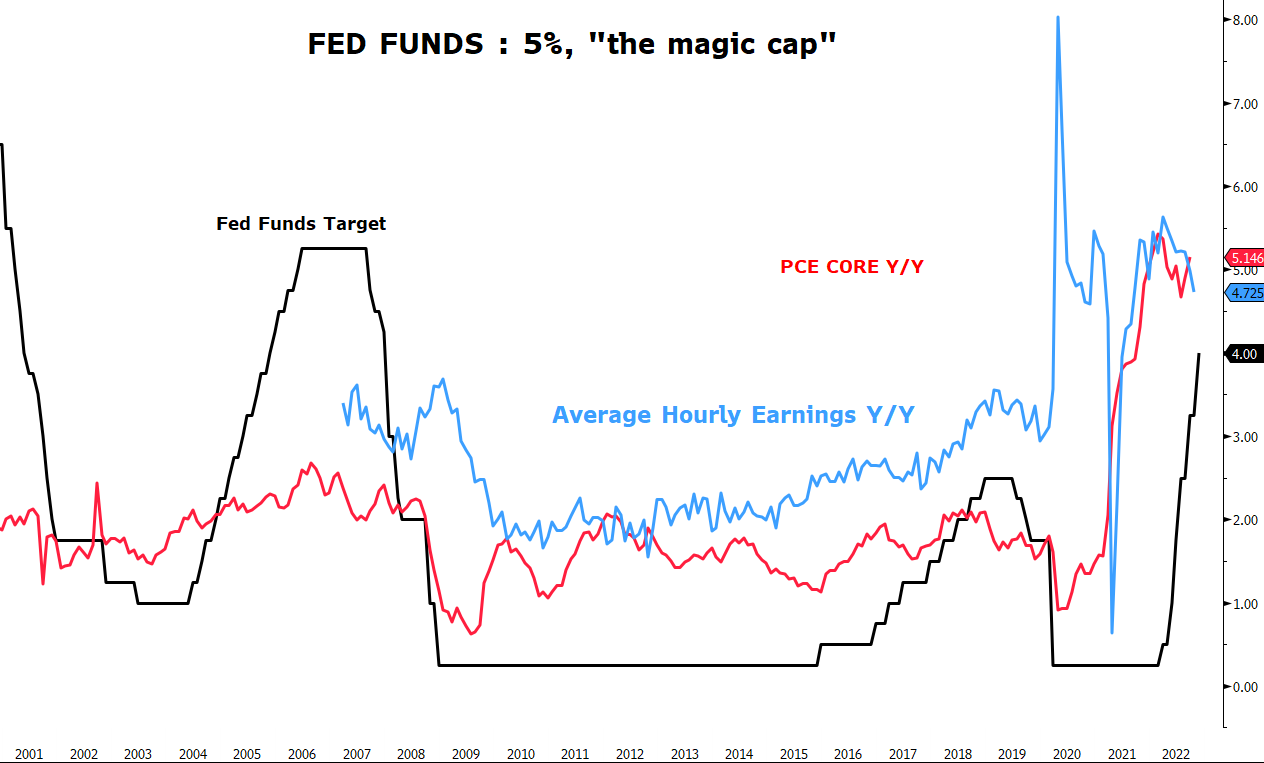 FED FUNDS : 5%, "the magic cap"
8.00
7.00
6.00
Fed Funds Target
PCE CORE Y/Y
5.146
5.00
4.725
4.00
Average Hourly Earnings Y/Y
3.00
2.00
1.00
0.00
2001 2002 2003 2004 2005 2006 2007 2008 2009 2010 2011 2012 2013 2014 2015 2016 2017 2018 2019 2020 2021 2022